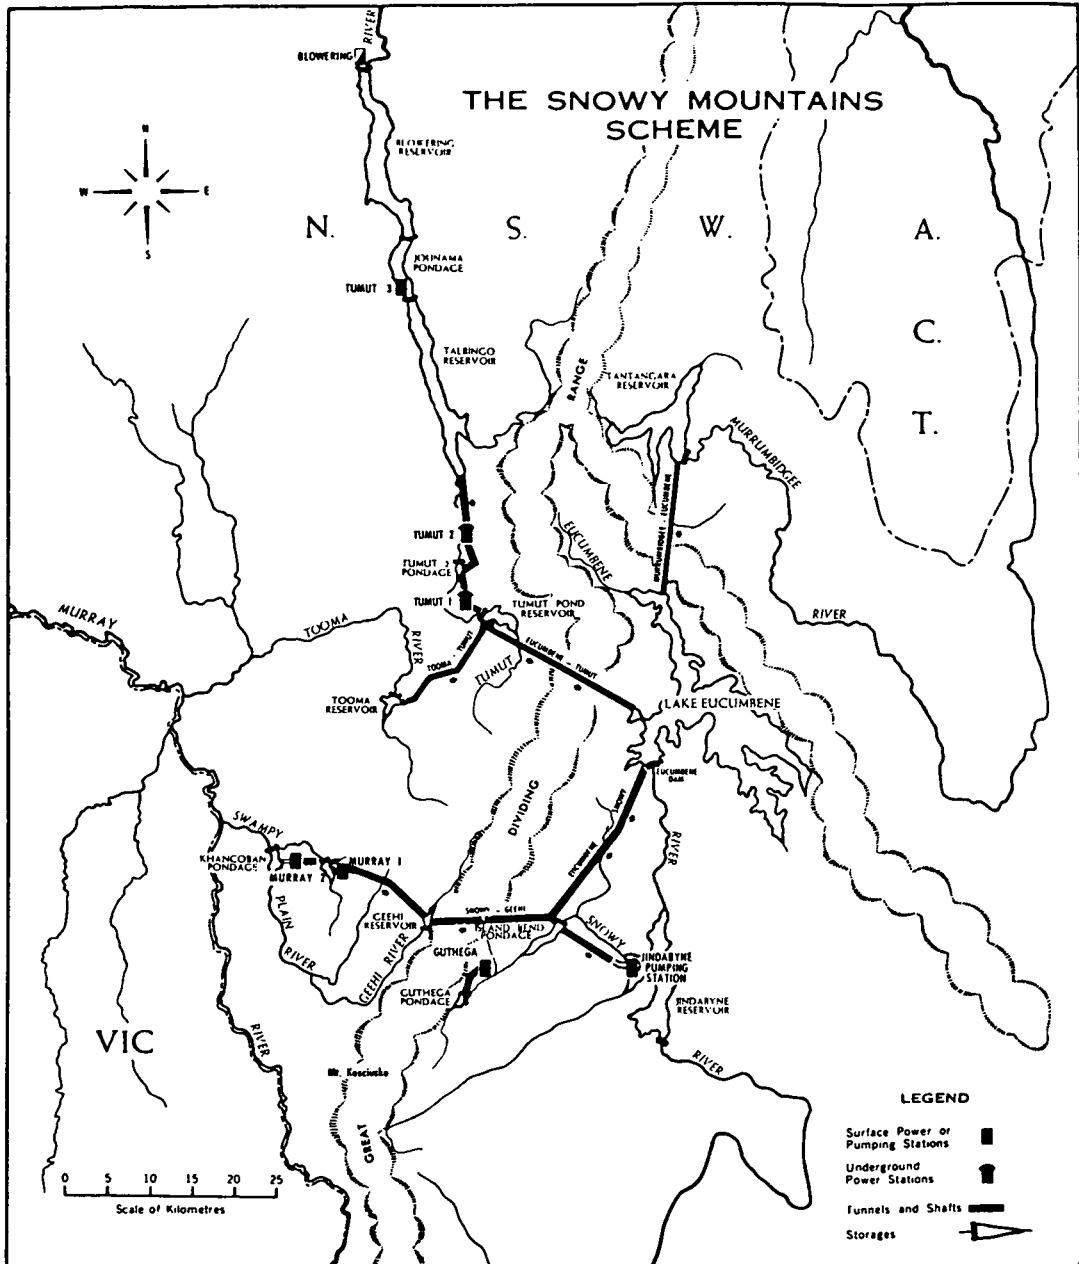 RIVER
BLOWERING
THE SNOWY MOUNTAINS
SCHEME
BLOWERING
RESERVOIR
N
W E
S
N. S. W. A.
C.
T.
JOUNAMA
PONDAGE
TUMUT 3
TALBINGO
RESERVOIR
RANGE
TANTANGARA
RESERVOIR
MURRUMBIDGEE
RIVER
MURRUMBIDGEE - EUCUMBENE
EUCUMBENE
TUMUT 2
TUMUT 2
PONDAGE
TUMUT 1
TUMUT POND
RESERVOIR
MURRAY
TOOMA
RIVER
TOOMA - TUMUT
TUMUT
EUCUMBENE - TUMUT
TOOMA
RESERVOIR
LAKE EUCUMBENE
EUCUMBENE
DAM
DIVIDING
EUCUMBENE SNOWY
RIVER
SWAMPY
KHANCOBAN
PONDAGE
MURRAY 1
MURRAY 2
PLAIN
RIVER
GEEHI
RESERVOIR
GEEHI RIVER
SNOWY - GEEHI
ISLAND BEND
PONDAGE
SNOWY
GUTHEGA
GUTHEGA
PONDAGE
JINDABYNE
PUMPING
STATION
JINDABYNE
RESERVOIR
RIVER
VIC
RIVER
Mt. Kosciusko
GREAT
0 5 10 15 20 25
Scale of Kilometres
LEGEND
Surface Power or
Pumping Stations
Underground
Power Stations
Tunnels and Shafts
Storages